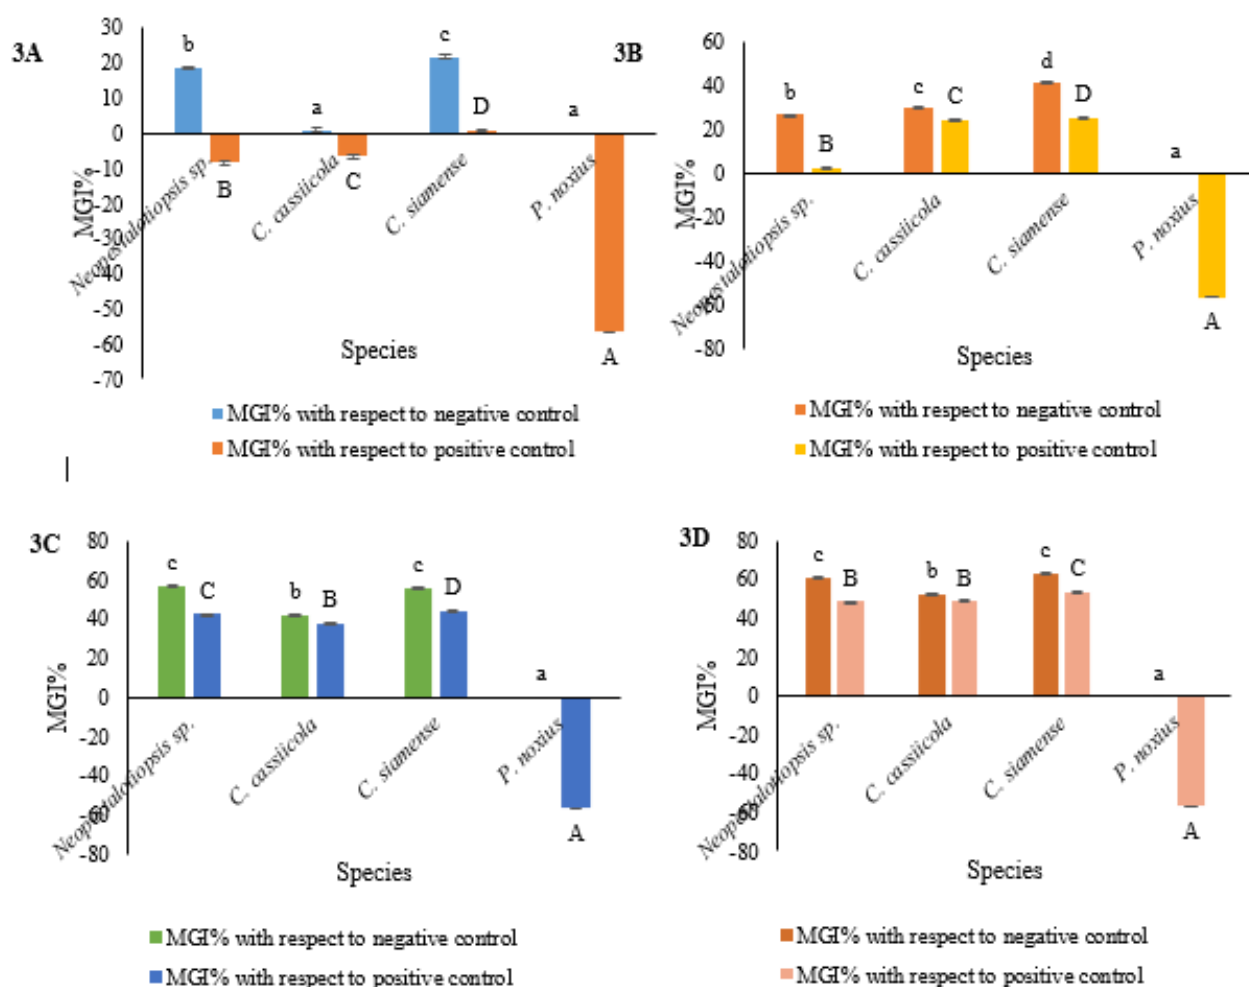 3A
30
20
10
0
-10
-20
-30
-40
-50
-60
-70
MGI%
b
B
a
C
c
D
a
A
Neopestalotiopsis sp.
C. cassiicola
C. siamense
P. noxius
Species
MGI% with respect to negative control
MGI% with respect to positive control
3B
60
40
20
0
-20
-40
-60
-80
MGI%
b
B
c
C
d
D
a
A
Neopestalotiopsis sp.
C. cassiicola
C. siamense
P. noxius
Species
MGI% with respect to negative control
MGI% with respect to positive control
3C
80
60
40
20
0
-20
-40
-60
-80
MGI%
c
C
b
B
c
D
a
A
Neopestalotiopsis sp.
C. cassiicola
C. siamense
P. noxius
Species
MGI% with respect to negative control
MGI% with respect to positive control
3D
80
60
40
20
0
-20
-40
-60
-80
MGI%
c
B
b
B
c
C
a
A
Neopestalotiopsis sp.
C. cassiicola
C. siamense
P. noxius
Species
MGI% with respect to negative control
MGI% with respect to positive control